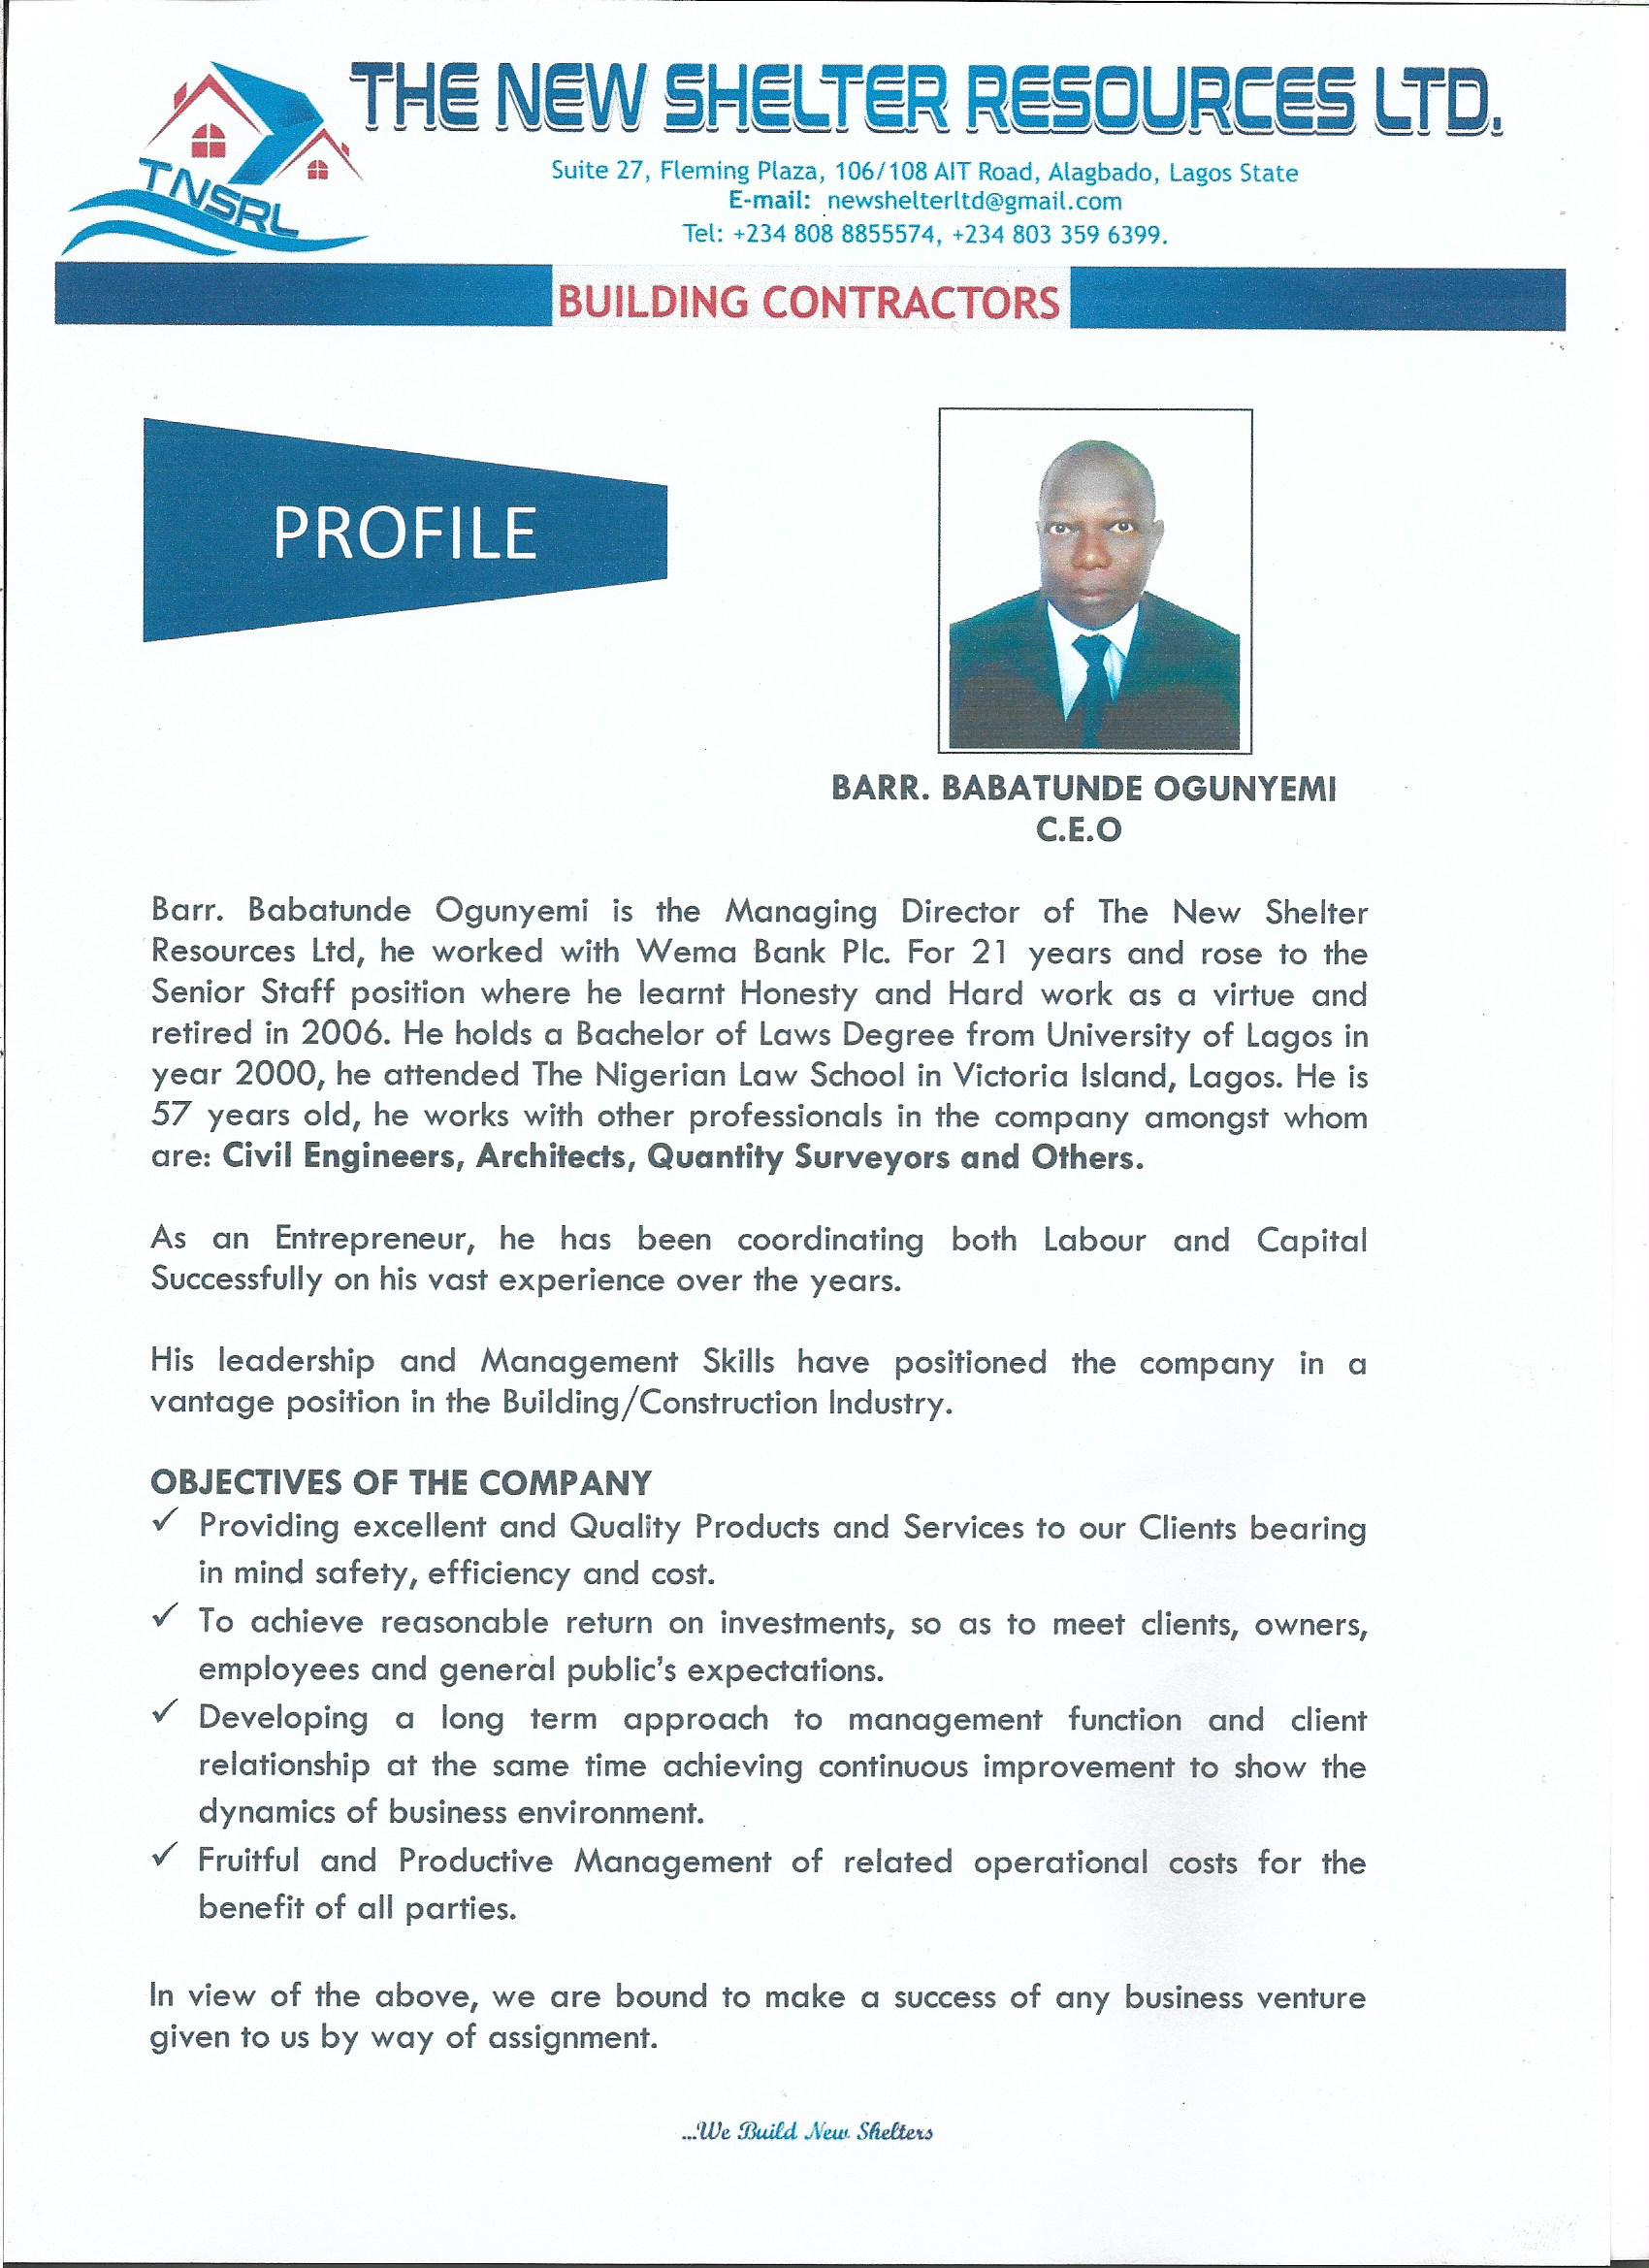 THE NEW SHELTER RESOURCES LTD.
TNSRL
Suite 27, Fleming Plaza, 106/108 AIT Road, Alagbado, Lagos State
E-mail: newshelterltd@gmail.com
Tel: +234 808 8855574, +234 803 359 6399.
BUILDING CONTRACTORS
PROFILE
BARR. BABATUNDE OGUNYEMI
C.E.O
Barr. Babatunde Ogunyemi is the Managing Director of The New Shelter
Resources Ltd, he worked with Wema Bank Plc. For 21 years and rose to the
Senior Staff position where he learnt Honesty and Hard work as a virtue and
retired in 2006. He holds a Bachelor of Laws Degree from University of Lagos in
year 2000, he attended The Nigerian Law School in Victoria Island, Lagos. He is
57 years old, he works with other professionals in the company amongst whom
are: Civil Engineers, Architects, Quantity Surveyors and Others.
As an Entrepreneur, he has been coordinating both Labour and Capital
Successfully on his vast experience over the years.
His leadership and Management Skills have positioned the company in a
vantage position in the Building/Construction Industry.
OBJECTIVES OF THE COMPANY
✓ Providing excellent and Quality Products and Services to our Clients bearing
in mind safety, efficiency and cost.
✓ To achieve reasonable return on investments, so as to meet clients, owners,
employees and general public's expectations.
✓ Developing a long term approach to management function and client
relationship at the same time achieving continuous improvement to show the
dynamics of business environment.
✓ Fruitful and Productive Management of related operational costs for the
benefit of all parties.
In view of the above, we are bound to make a success of any business venture
given to us by way of assignment.
...We Build New Shelters